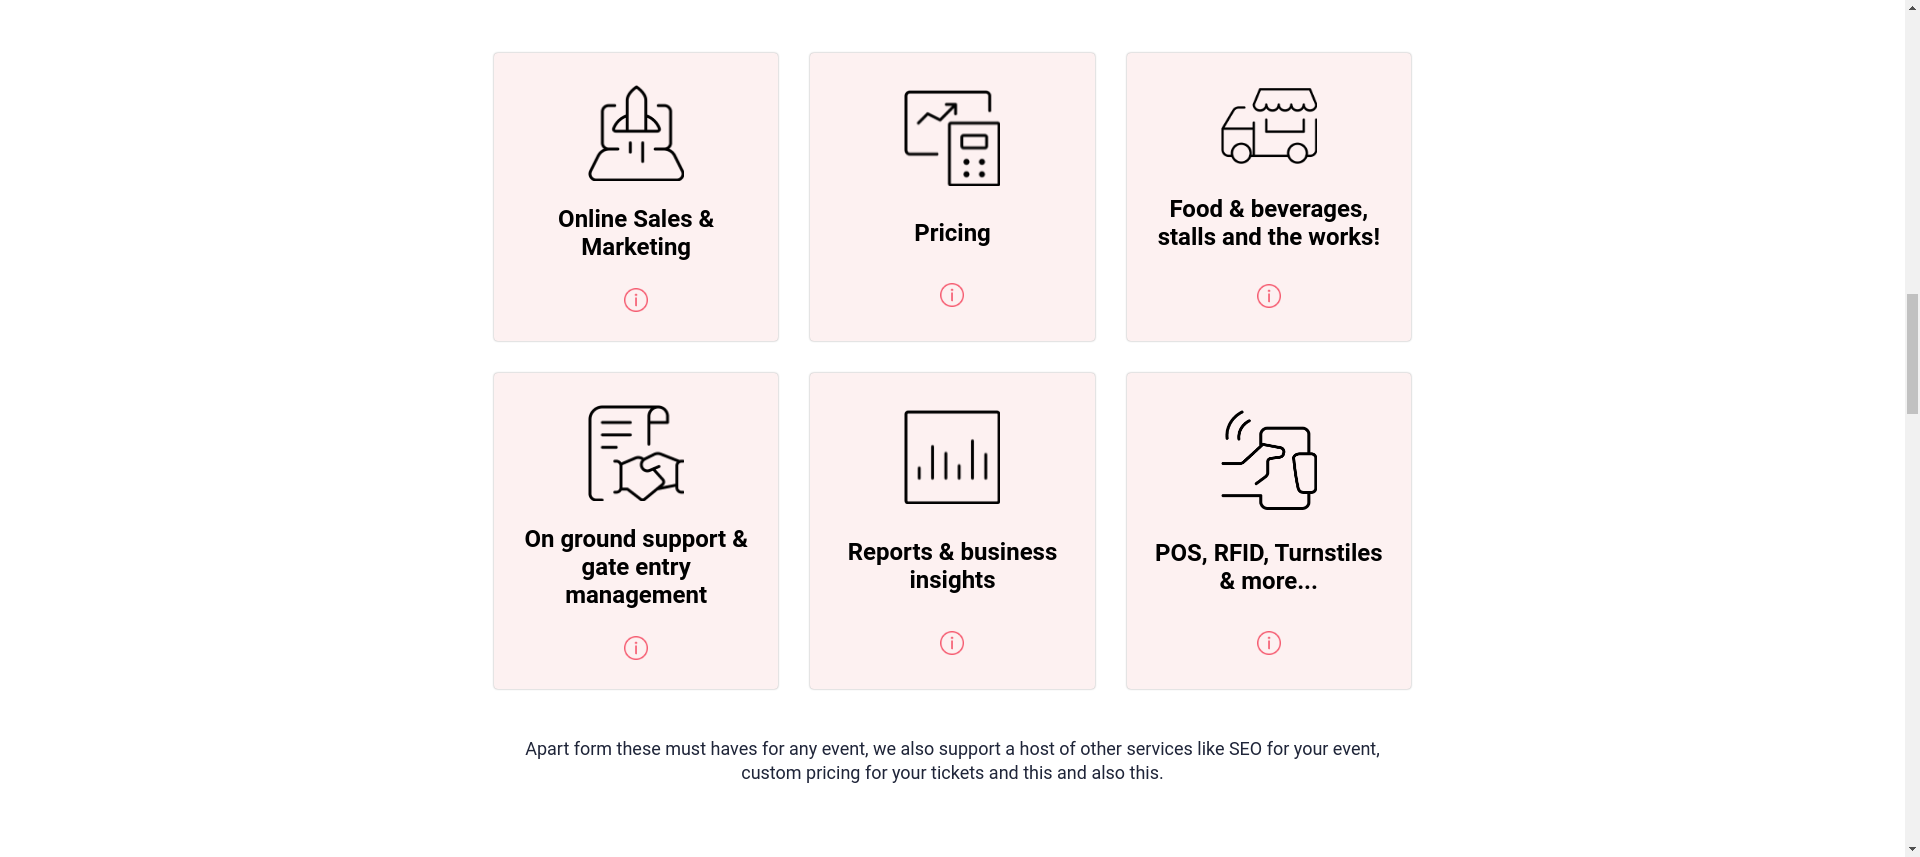 Online Sales &
Marketing
Pricing
Food & beverages,
stalls and the works!
On ground support &
gate entry
management
Reports & business
insights
POS, RFID, Turnstiles
& more...
Apart form these must haves for any event, we also support a host of other services like SEO for your event,
custom pricing for your tickets and this and also this.